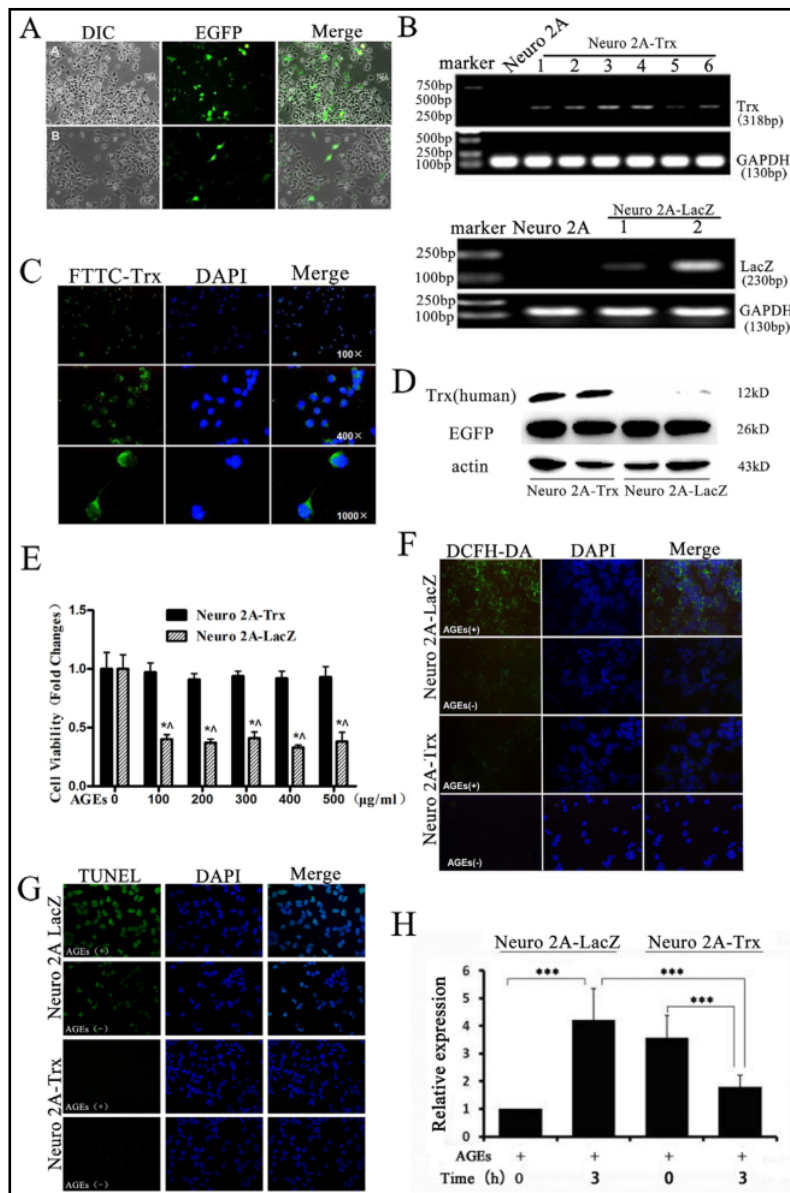 A
DIC EGFP Merge
A
B
B
marker Neuro 2A Neuro 2A-Trx
1 2 3 4 5 6
750bp
500bp
250bp
Trx
(318bp)
500bp
250bp
100bp
GAPDH
(130bp)
marker Neuro 2A Neuro 2A-LacZ
1 2
250bp
100bp
LacZ
(230bp)
250bp
100bp
GAPDH
(130bp)
C
FTTC-Trx DAPI Merge
100×
400×
1000×
D
Trx(human) 12kD
EGFP 26kD
actin 43kD
Neuro 2A-Trx Neuro 2A-LacZ
E
Cell Viability (Fold Changes)
Neuro 2A-Trx
Neuro 2A-LacZ
1.5
1.0
0.5
0.0
*^ *^ *^ *^ *^
AGEs 0 100 200 300 400 500 (μg/ml)
F
DCFH-DA DAPI Merge
Neuro 2A-LacZ
AGEs(+)
AGEs(-)
Neuro 2A-Trx
AGEs(+)
AGEs(-)
G
TUNEL DAPI Merge
Neuro 2A LacZ
AGEs (+)
AGEs (−)
Neuro 2A-Trx
AGEs (+)
AGEs (−)
H
Neuro 2A-LacZ Neuro 2A-Trx
Relative expression
6
5
4
3
2
1
0
*** *** ***
AGEs + + + +
Time (h) 0 3 0 3